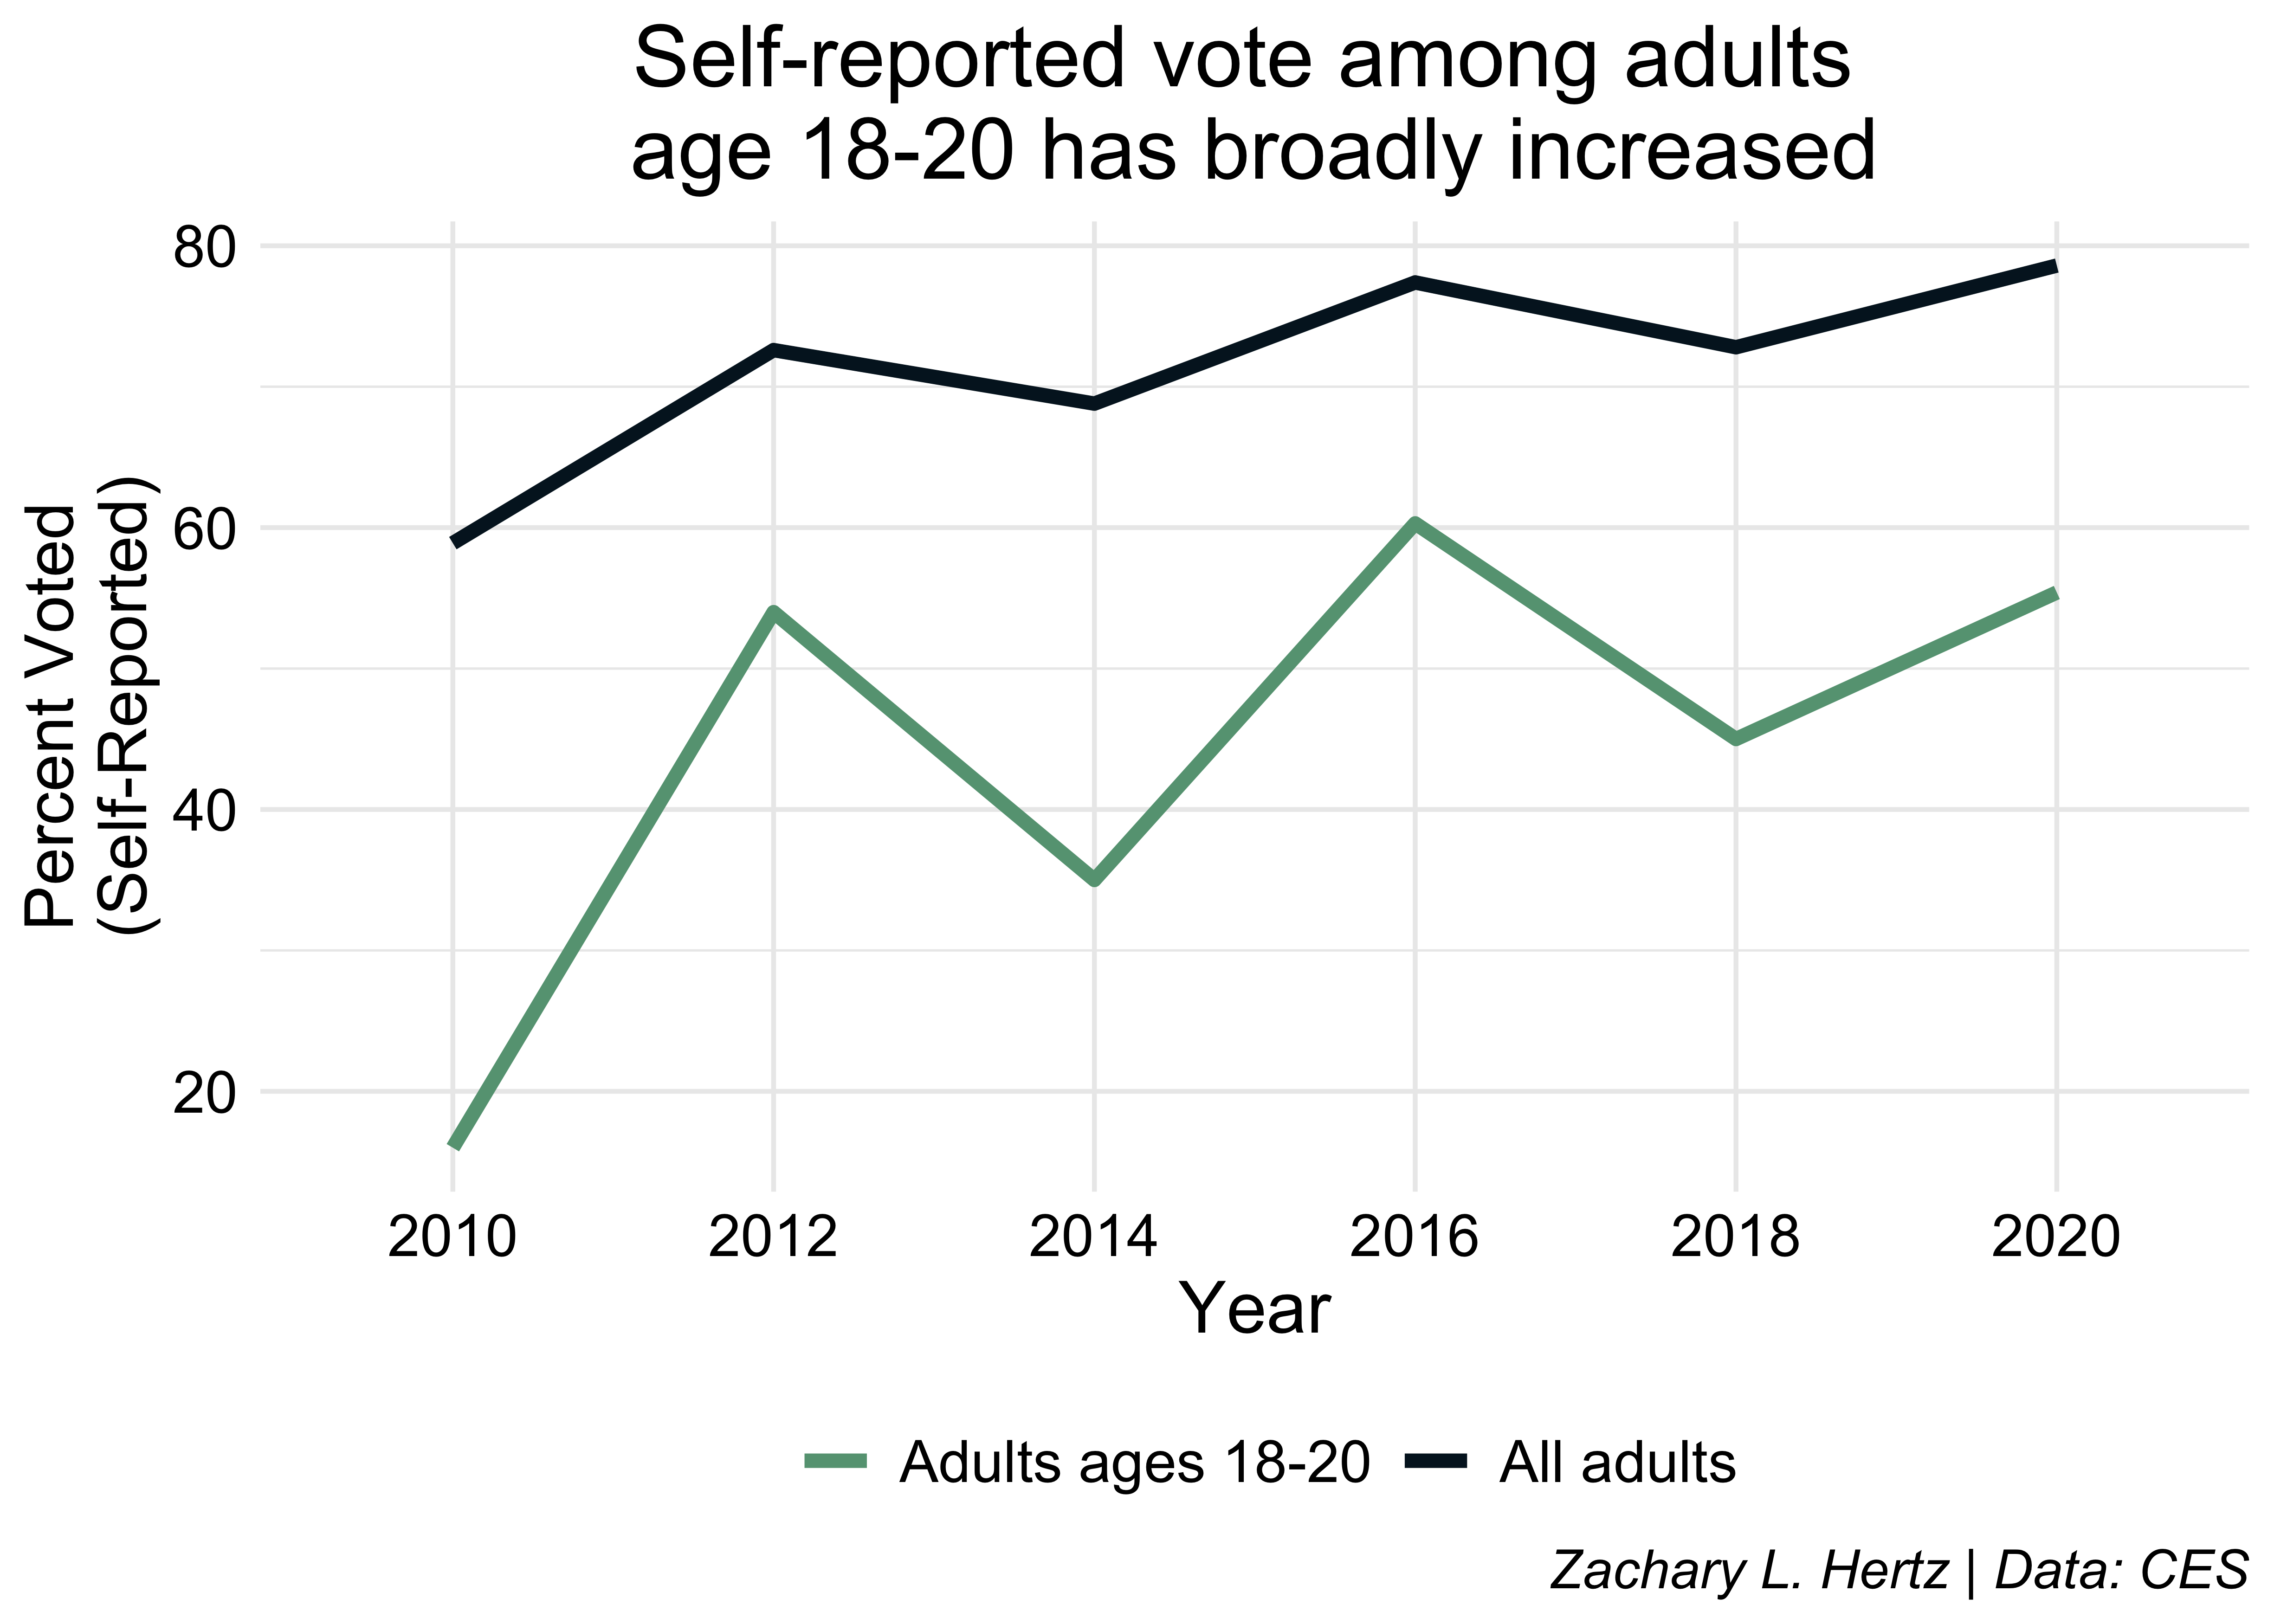 Self-reported vote among adults
age 18-20 has broadly increased
Percent Voted
(Self-Reported)
80
60
40
20
2010 2012 2014 2016 2018 2020
Year
Adults ages 18-20 All adults
Zachary L. Hertz | Data: CES